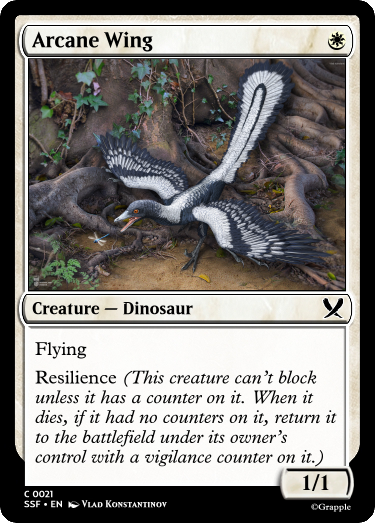 Arcane Wing
Creature — Dinosaur
Flying
Resilience (This creature can't block
unless it has a counter on it. When it
dies, if it had no counters on it, return it
to the battlefield under its owner's
control with a vigilance counter on it.)
1/1
C 0021
SSF • EN Vlad Konstantinov
©Grapple